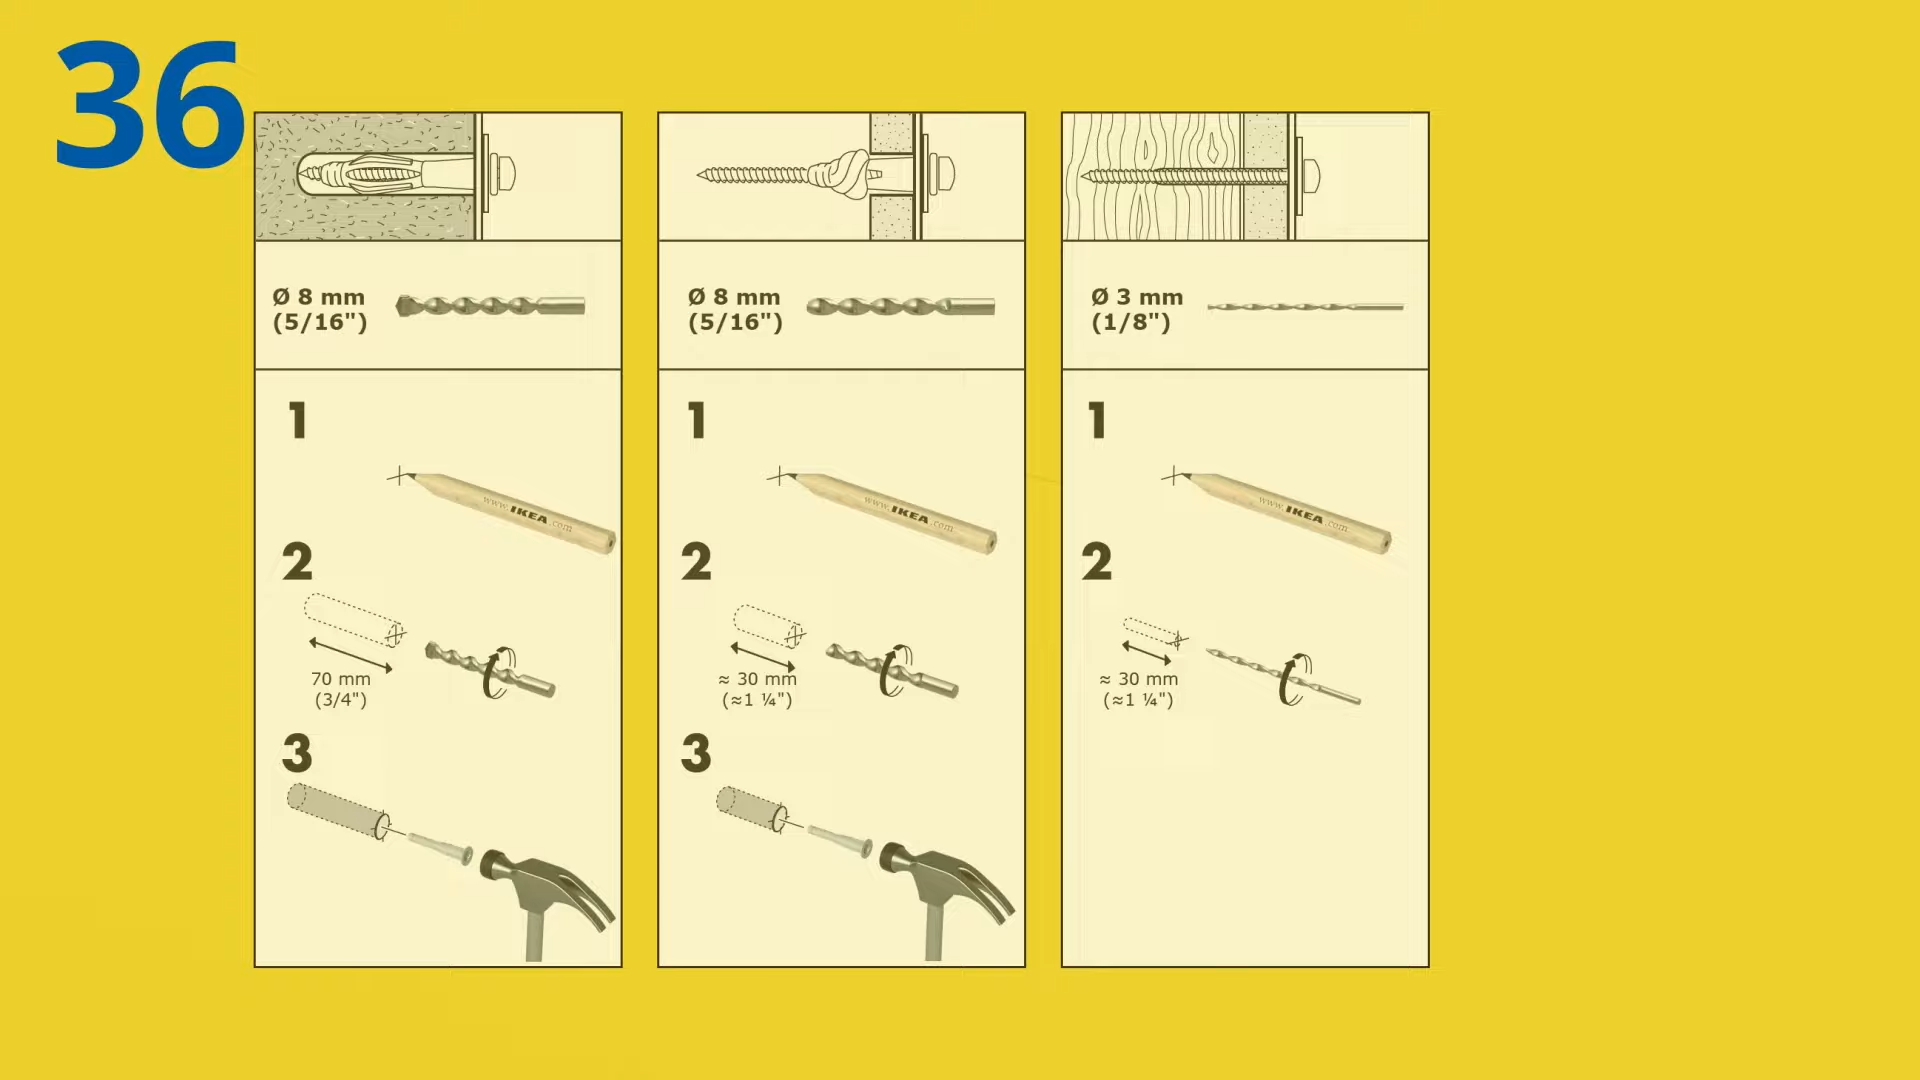 36
Ø 8 mm
(5/16")
1
www.IKEA.com
2
70 mm
(3/4")
3
Ø 8 mm
(5/16")
1
www.IKEA.com
2
≈ 30 mm
(≈1 ¼")
3
Ø 3 mm
(1/8")
1
www.IKEA.com
2
≈ 30 mm
(≈1 ¼")